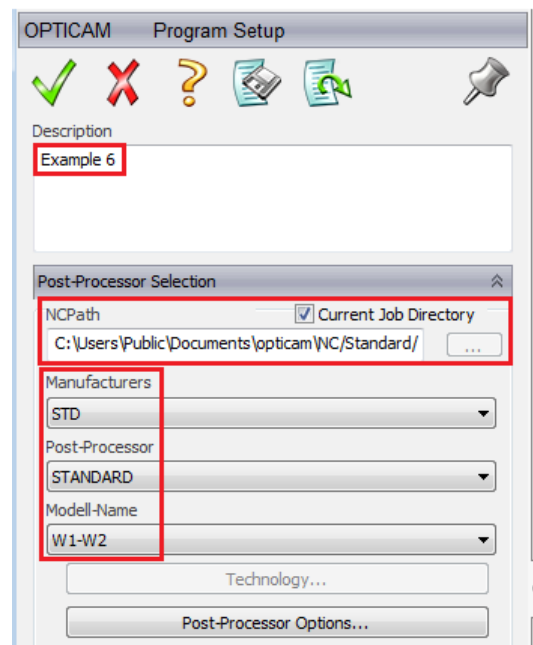 OPTICAM Program Setup
Description
Example 6
Post-Processor Selection
NCPath Current Job Directory
C:\Users\Public\Documents\opticam\NC/Standard/ ...
Manufacturers
STD
Post-Processor
STANDARD
Modell-Name
W1-W2
Technology...
Post-Processor Options...